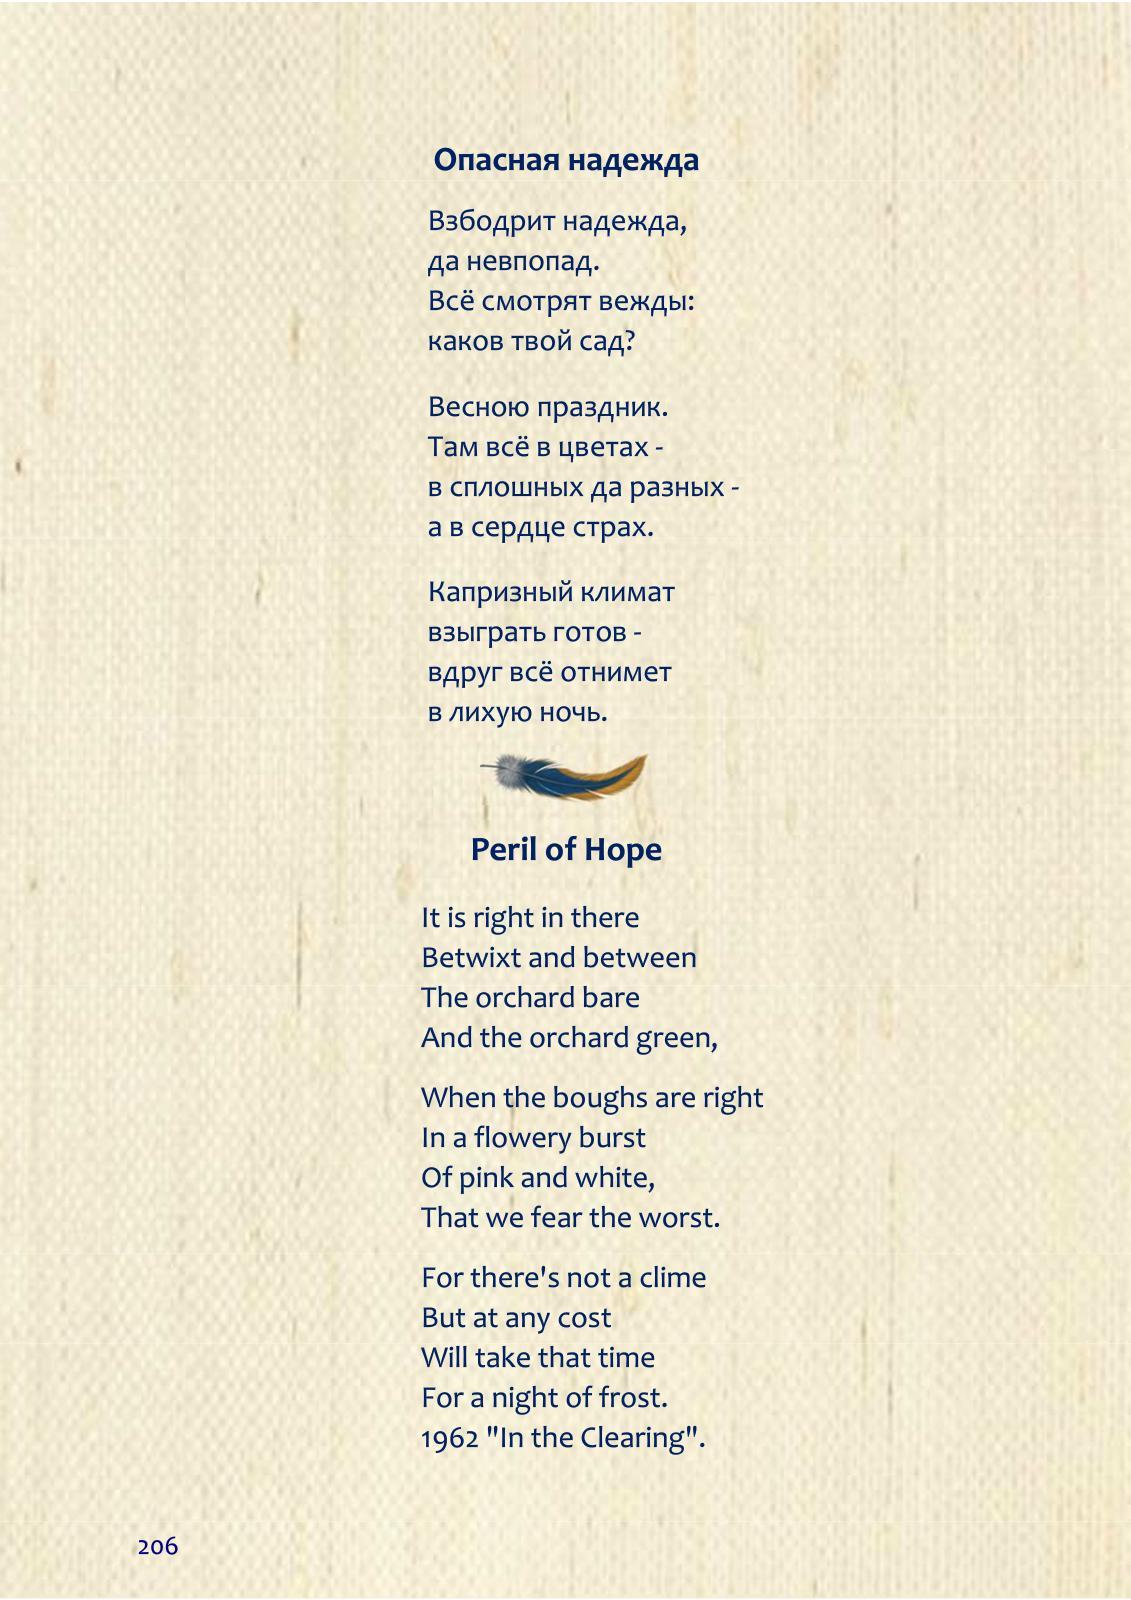 Опасная надежда
Взбодрит надежда,
да невпопад.
Всё смотрят вежды:
каков твой сад?
Весною праздник.
Там всё в цветах -
в сплошных да разных -
а в сердце страх.
Капризный климат
взыграть готов -
вдруг всё отнимет
в лихую ночь.
Peril of Hope
It is right in there
Betwixt and between
The orchard bare
And the orchard green,
When the boughs are right
In a flowery burst
Of pink and white,
That we fear the worst.
For there's not a clime
But at any cost
Will take that time
For a night of frost.
1962 "In the Clearing".
206